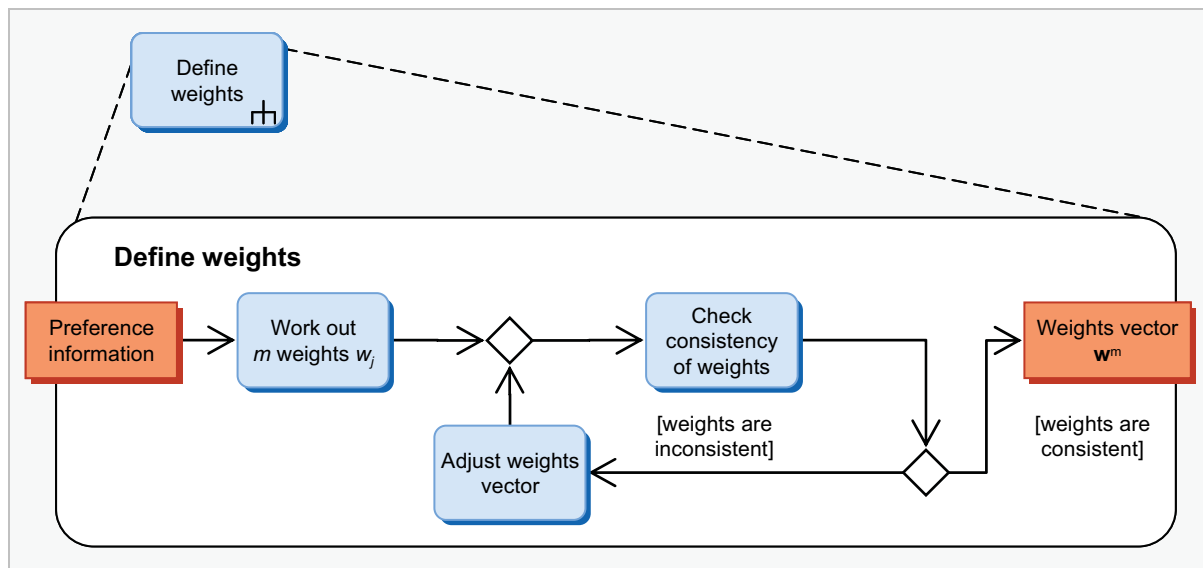 Define
weights
Define weights
Preference
information
Work out
m weights wj
Check
consistency
of weights
Weights vector
wm
[weights are
inconsistent]
[weights are
consistent]
Adjust weights
vector